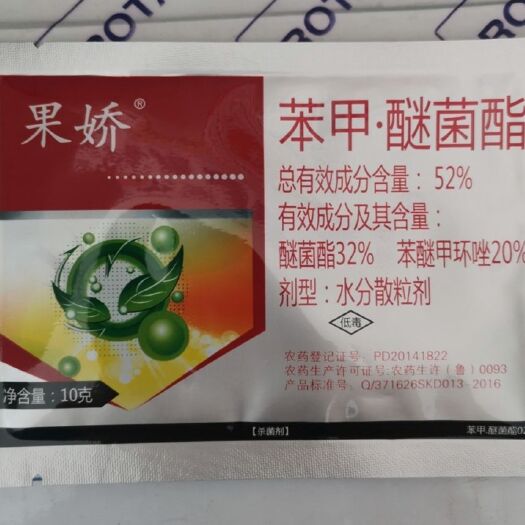 果娇®
苯甲·醚菌酯
总有效成分含量：52%
有效成分及其含量：
醚菌酯32% 苯醚甲环唑20%
剂型：水分散粒剂
低毒
农药登记证号：PD20141822
农药生产许可证号:农药生许（鲁）0093
产品标准号：Q/371626SKD013-2016
净含量：10克
【杀菌剂】
苯甲.醚菌酯02